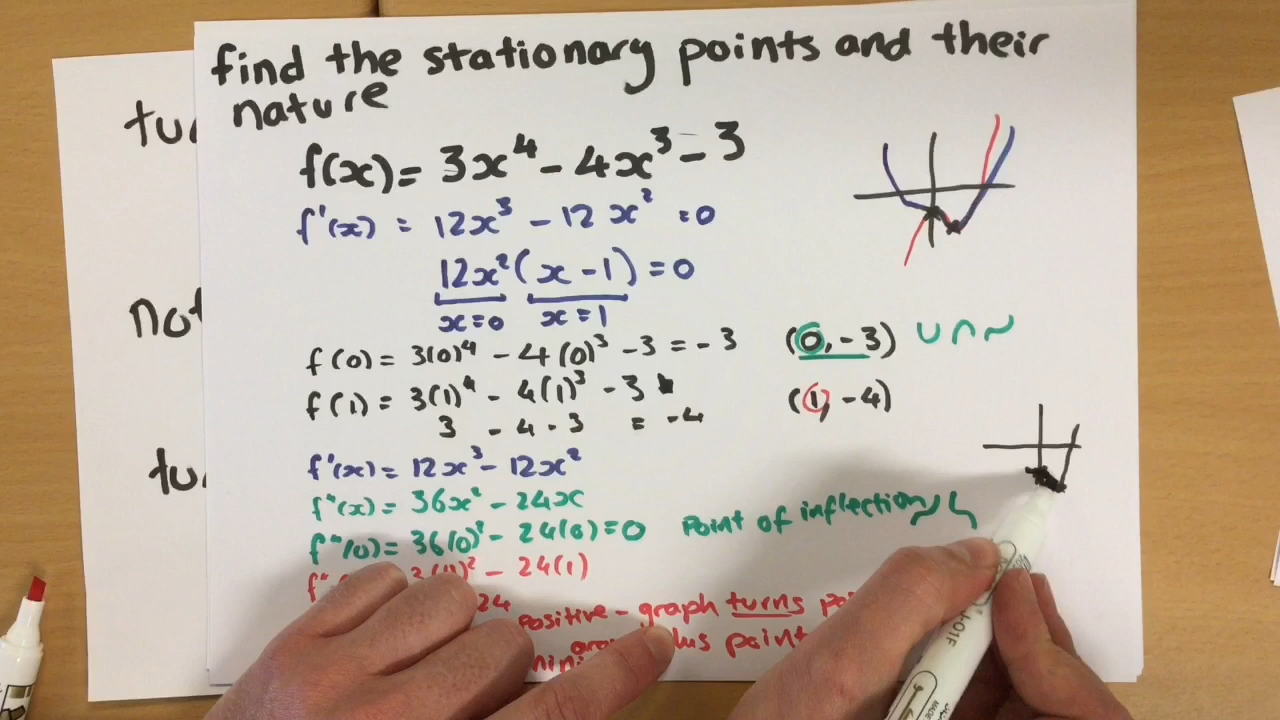 find the stationary points and their
nature
f(x) = 3x⁴ - 4x³ - 3
f'(x) = 12x³ - 12x² = 0
12x²(x - 1) = 0
x=0 x=1
f(0) = 3(0)⁴ - 4(0)³ - 3 = - 3 (0, - 3)
f(1) = 3(1)⁴ - 4(1)³ - 3 (1, -4)
3 - 4 - 3 = -4
f'(x) = 12x³ - 12x²
f"(x) = 36x² - 24x
f"(0) = 36(0)² - 24(0) = 0 Point of inflection
- 24(1)
24 Positive - graph turns
point
tu
not
tu